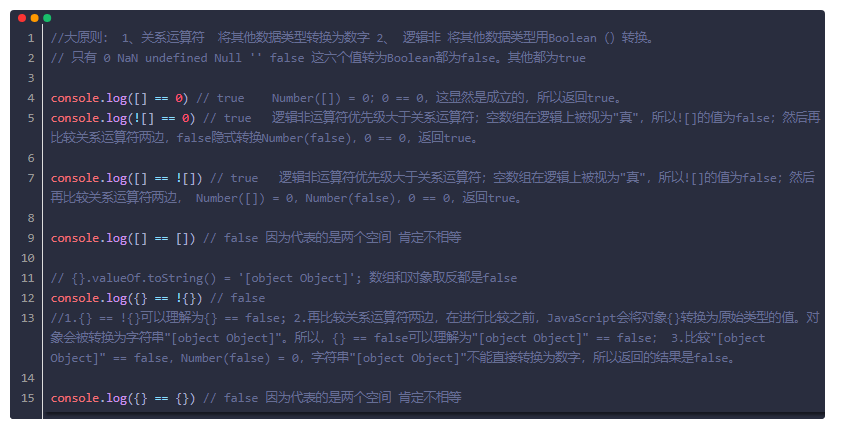 1 //大原则: 1、关系运算符 将其他数据类型转换为数字 2、 逻辑非 将其他数据类型用Boolean（）转换。
2 // 只有 0 NaN undefined Null '' false 这六个值转为Boolean都为false。其他都为true
3
4 console.log([] == 0) // true Number([]) = 0; 0 == 0，这显然是成立的，所以返回true。
5 console.log(![] == 0) // true 逻辑非运算符优先级大于关系运算符；空数组在逻辑上被视为"真"，所以![]的值为false；然后再
比较关系运算符两边，false隐式转换Number(false)，0 == 0，返回true。
6
7 console.log([] == ![]) // true 逻辑非运算符优先级大于关系运算符；空数组在逻辑上被视为"真"，所以![]的值为false；然后
再比较关系运算符两边， Number([]) = 0，Number(false)，0 == 0，返回true。
8
9 console.log([] == []) // false 因为代表的是两个空间 肯定不相等
10
11 // {}.valueOf.toString() = '[object Object]'; 数组和对象取反都是false
12 console.log({} == !{}) // false
13 //1.{} == !{}可以理解为{} == false; 2.再比较关系运算符两边，在进行比较之前，JavaScript会将对象{}转换为原始类型的值。对
象会被转换为字符串"[object Object]"。所以，{} == false可以理解为"[object Object]" == false; 3.比较"[object
Object]" == false，Number(false) = 0，字符串"[object Object]"不能直接转换为数字，所以返回的结果是false。
14
15 console.log({} == {}) // false 因为代表的是两个空间 肯定不相等